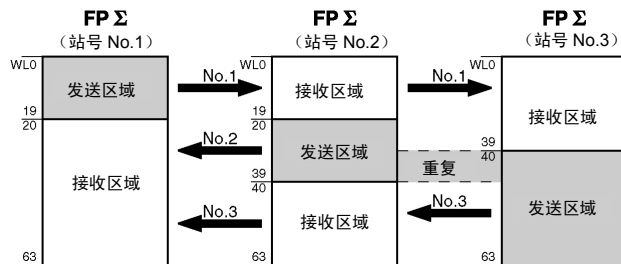 FP Σ
（站号 No.1）
FP Σ
（站号 No.2）
FP Σ
（站号 No.3）
WL0
发送区域
19
20
接收区域
63
No.1
No.2
No.3
WL0
接收区域
19
20
发送区域
39
40
接收区域
63
No.1
重复
No.3
WL0
接收区域
39
40
发送区域
63